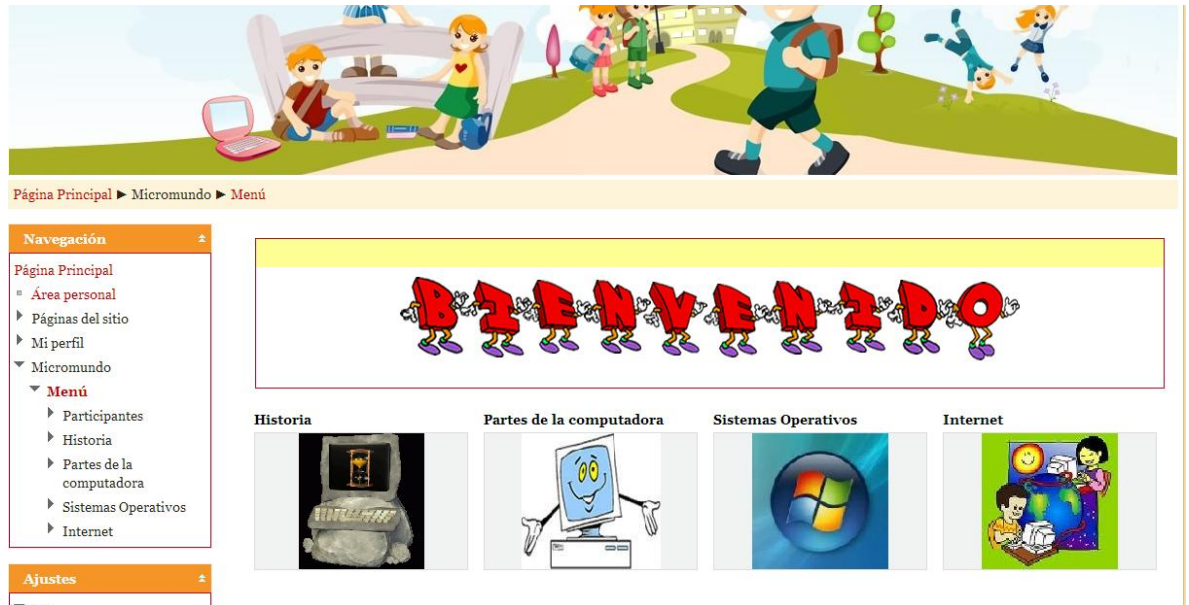 Página Principal ► Micromundo ► Menú
Navegación
Página Principal
Área personal
Páginas del sitio
Mi perfil
Micromundo
Menú
Participantes
Historia
Partes de la
computadora
Sistemas Operativos
Internet
Ajustes
BIENVENIDO
Historia
Partes de la computadora
Sistemas Operativos
Internet